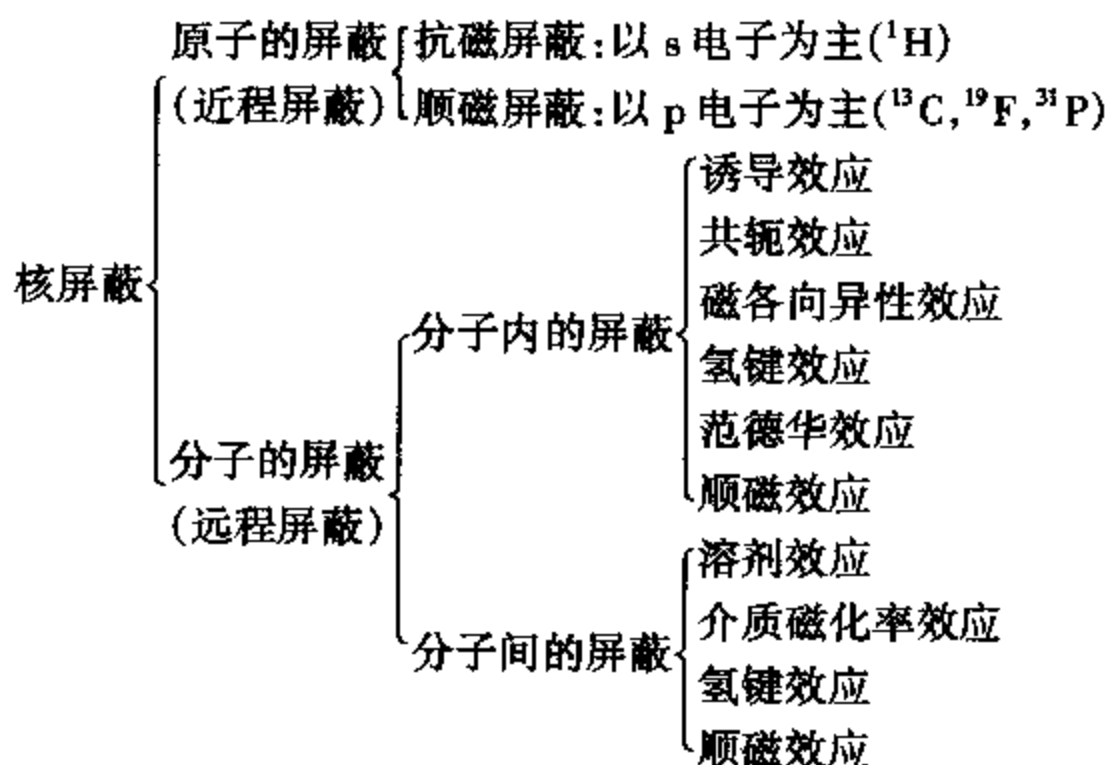 原子的屏蔽
(近程屏蔽)
抗磁屏蔽:以 s 电子为主(¹H)
顺磁屏蔽:以 p 电子为主(¹³C,¹⁹F,³¹P)
核屏蔽
分子的屏蔽
(远程屏蔽)
分子内的屏蔽
诱导效应
共轭效应
磁各向异性效应
氢键效应
范德华效应
顺磁效应
分子间的屏蔽
溶剂效应
介质磁化率效应
氢键效应
顺磁效应